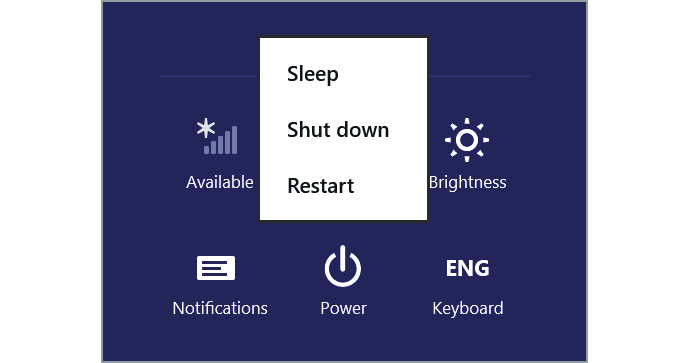 Sleep
Shut down
Restart
Available
Brightness
ENG
Notifications
Power
Keyboard